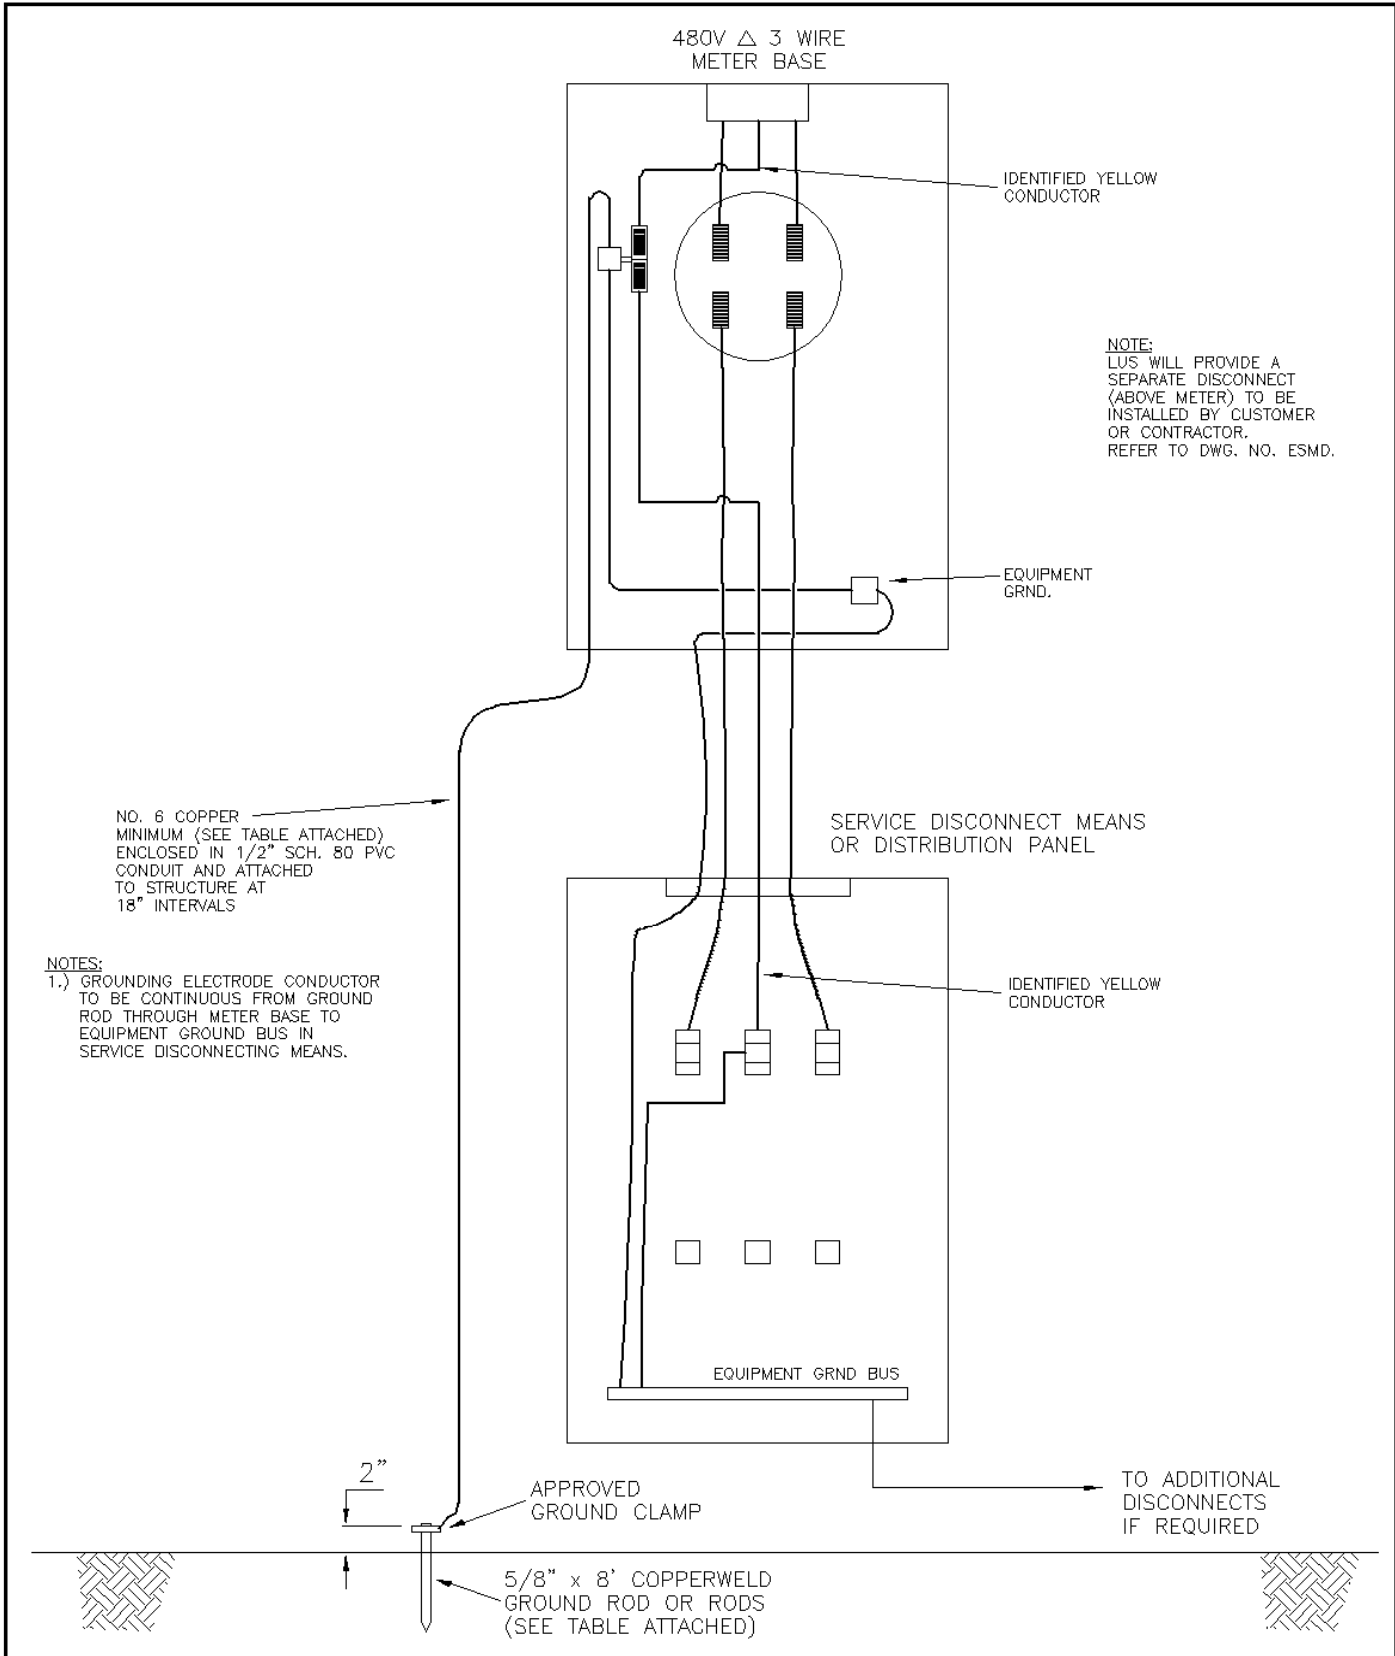 480V △ 3 WIRE
METER BASE
IDENTIFIED YELLOW
CONDUCTOR
NOTE:
LUS WILL PROVIDE A
SEPARATE DISCONNECT
(ABOVE METER) TO BE
INSTALLED BY CUSTOMER
OR CONTRACTOR.
REFER TO DWG. NO. ESMD.
EQUIPMENT
GRND.
NO. 6 COPPER
MINIMUM (SEE TABLE ATTACHED)
ENCLOSED IN 1/2" SCH. 80 PVC
CONDUIT AND ATTACHED
TO STRUCTURE AT
18" INTERVALS
SERVICE DISCONNECT MEANS
OR DISTRIBUTION PANEL
NOTES:
1.) GROUNDING ELECTRODE CONDUCTOR
TO BE CONTINUOUS FROM GROUND
ROD THROUGH METER BASE TO
EQUIPMENT GROUND BUS IN
SERVICE DISCONNECTING MEANS.
IDENTIFIED YELLOW
CONDUCTOR
EQUIPMENT GRND BUS
2"
APPROVED
GROUND CLAMP
TO ADDITIONAL
DISCONNECTS
IF REQUIRED
5/8" x 8' COPPERWELD
GROUND ROD OR RODS
(SEE TABLE ATTACHED)